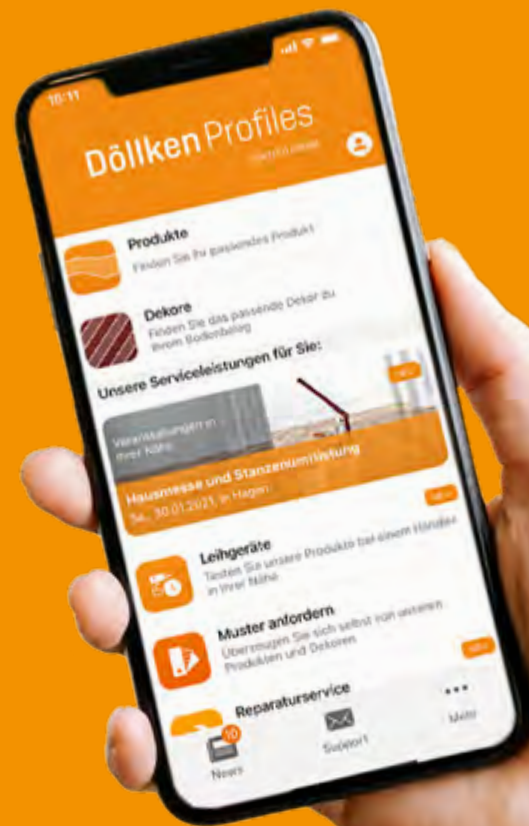 16:11
Döllken Profiles
Produkte
Finden Sie Ihr passendes Produkt
Dekore
Finden Sie das passende Dekor zu
Ihrem Bodenbelag
Unsere Serviceleistungen für Sie:
NEU
Veranstaltungen in
Ihrer Nähe
Hausmesse und Stanzenumrüstung
Sa., 30.01.2021, in Hagen
NEU
Leihgeräte
Testen Sie unsere Produkte bei einem Händler
in Ihrer Nähe
Muster anfordern
Überzeugen Sie sich selbst von unseren
Produkten und Dekoren
NEU
Reparaturservice
10
News
Support
Mehr